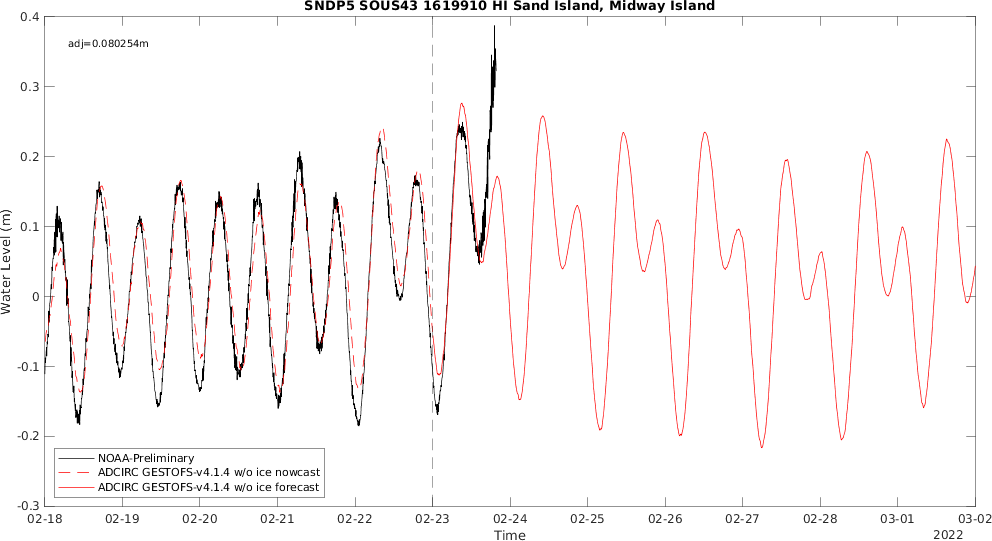 SNDP5 SOUS43 1619910 HI Sand Island, Midway Island
adj=0.080254m
0.4
0.3
0.2
0.1
0
-0.1
-0.2
-0.3
Water Level (m)
NOAA-Preliminary
ADCIRC GESTOFS-v4.1.4 w/o ice nowcast
ADCIRC GESTOFS-v4.1.4 w/o ice forecast
02-18 02-19 02-20 02-21 02-22 02-23 02-24 02-25 02-26 02-27 02-28 03-01 03-02
Time
2022